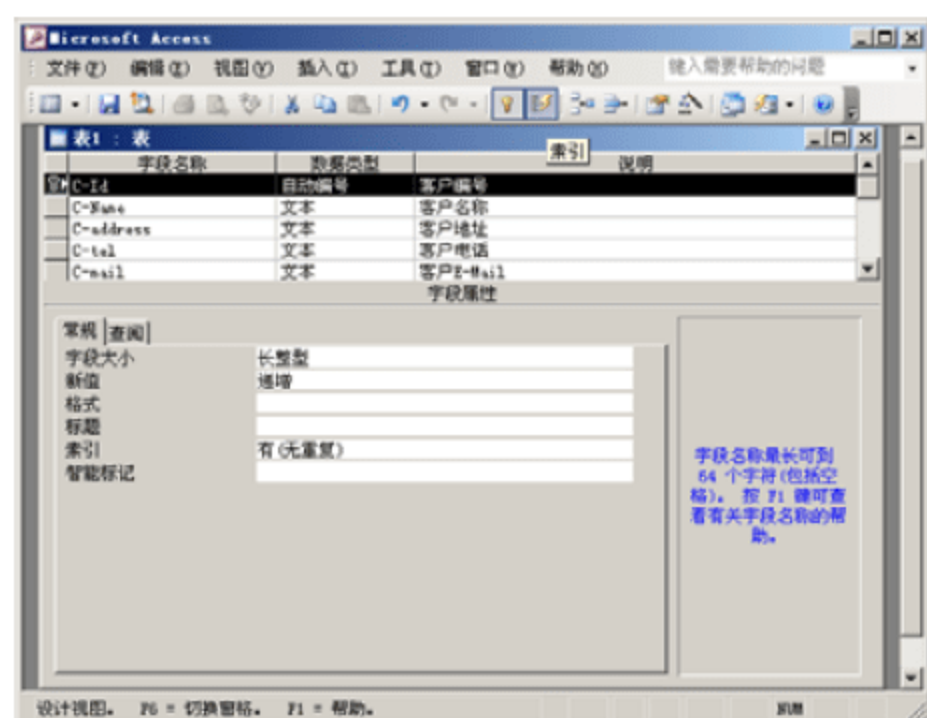 Microsoft Access
文件(F) 编辑(E) 视图(V) 插入(I) 工具(T) 窗口(W) 帮助(H) 键入需要帮助的问题
表1 : 表
索引
字段名称 数据类型 说明
C-Id 自动编号 客户编号
C-Name 文本 客户名称
C-address 文本 客户地址
C-tel 文本 客户电话
C-mail 文本 客户E-Mail
字段属性
常规 查阅
字段大小 长整型
新值 递增
格式
标题
索引 有(无重复)
智能标记
字段名称最长可到
64 个字符(包括空
格)。 按 F1 键可查
看有关字段名称的帮
助。
设计视图。 F6 = 切换窗格。 F1 = 帮助。 NUM